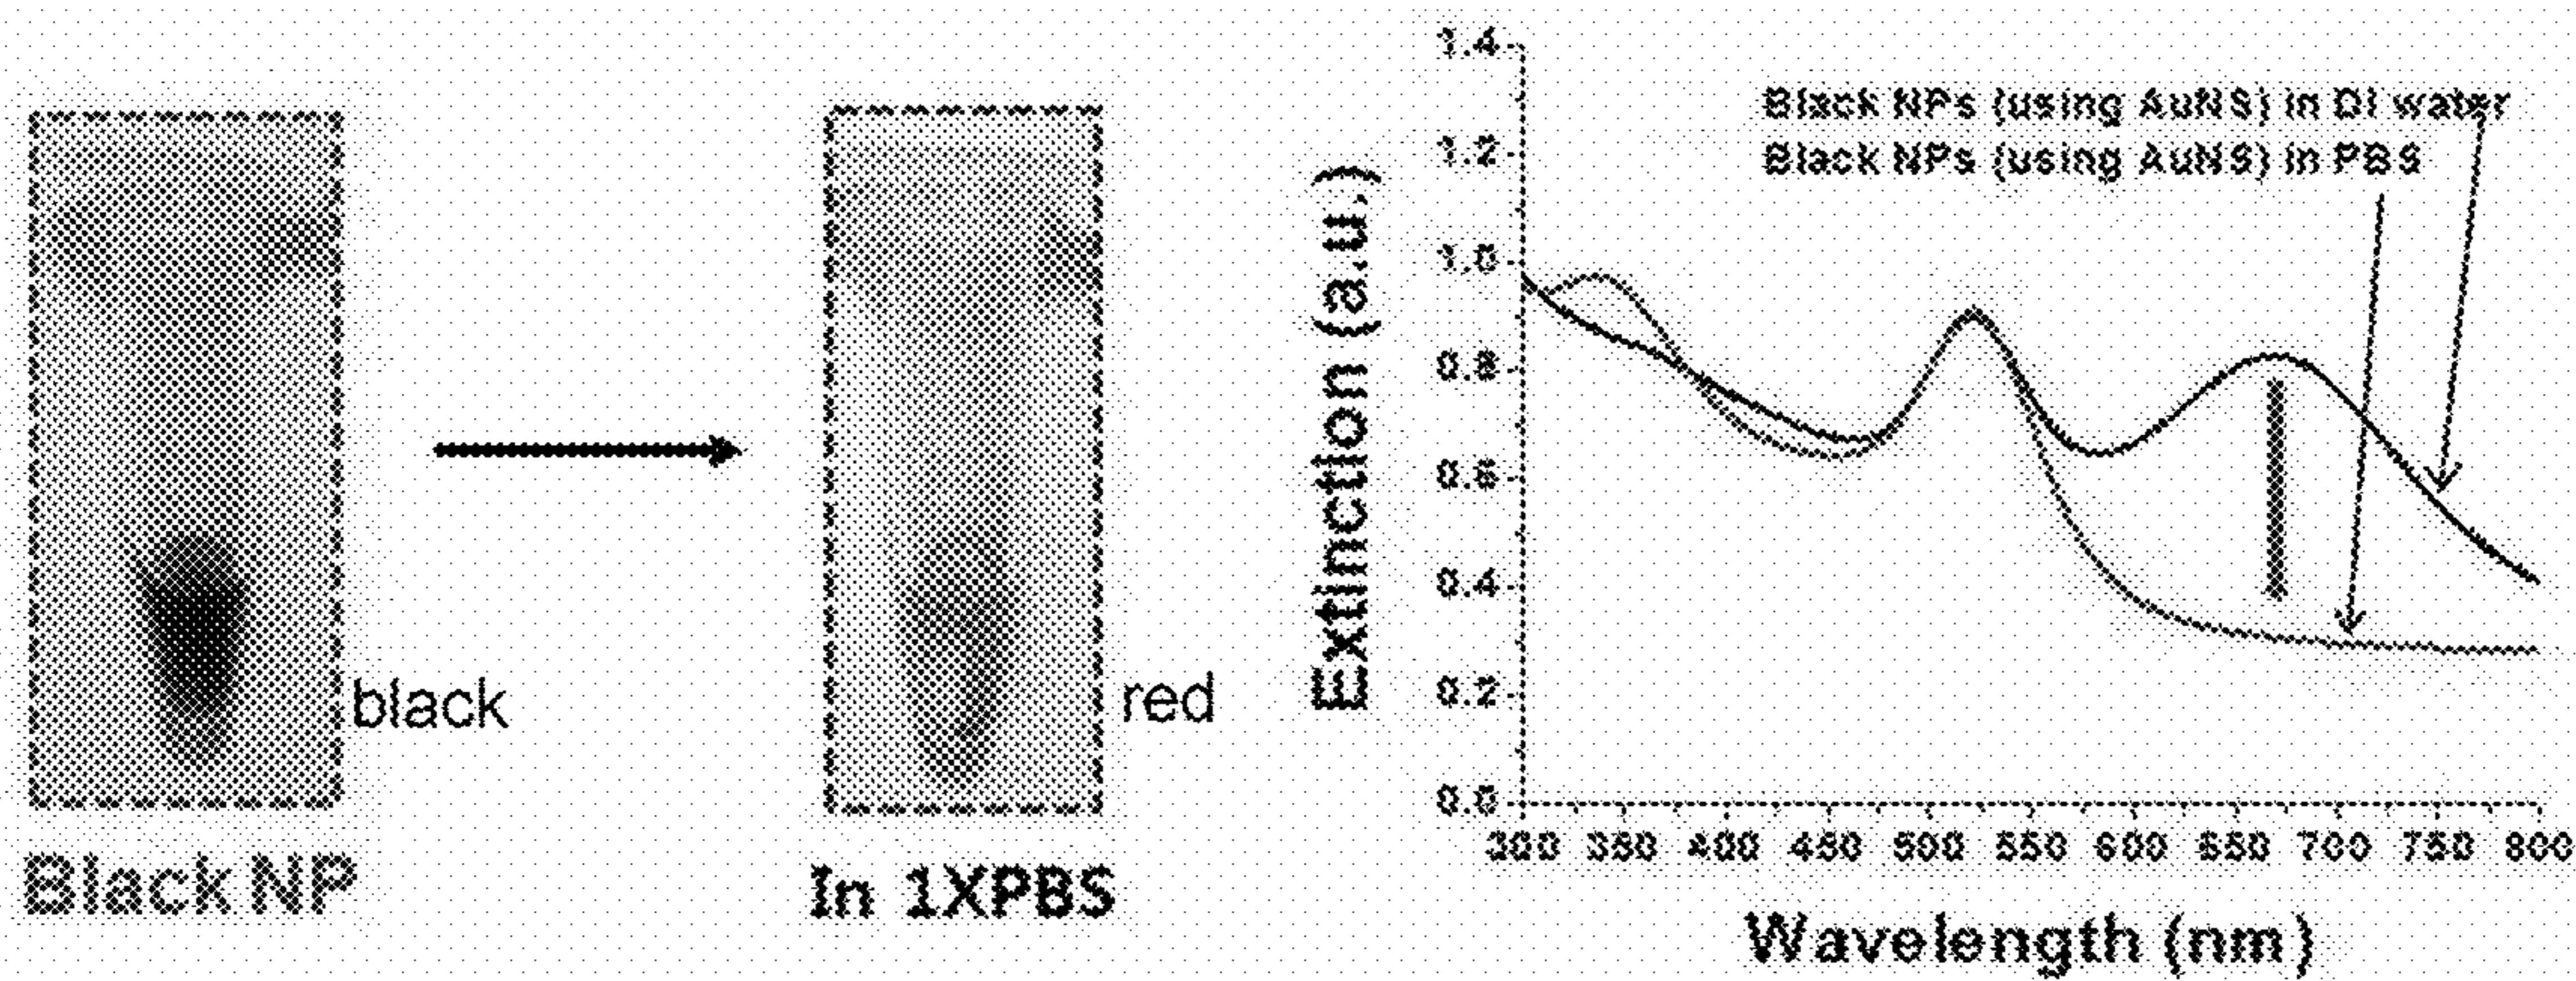 black
Black NP
red
In 1XPBS
Extinction (a.u.)
1.4
1.2
1.0
0.8
0.6
0.4
0.2
0.0
Black NPs (using AuNS) in DI water
Black NPs (using AuNS) in PBS
300 350 400 450 500 550 600 650 700 750 800
Wavelength (nm)